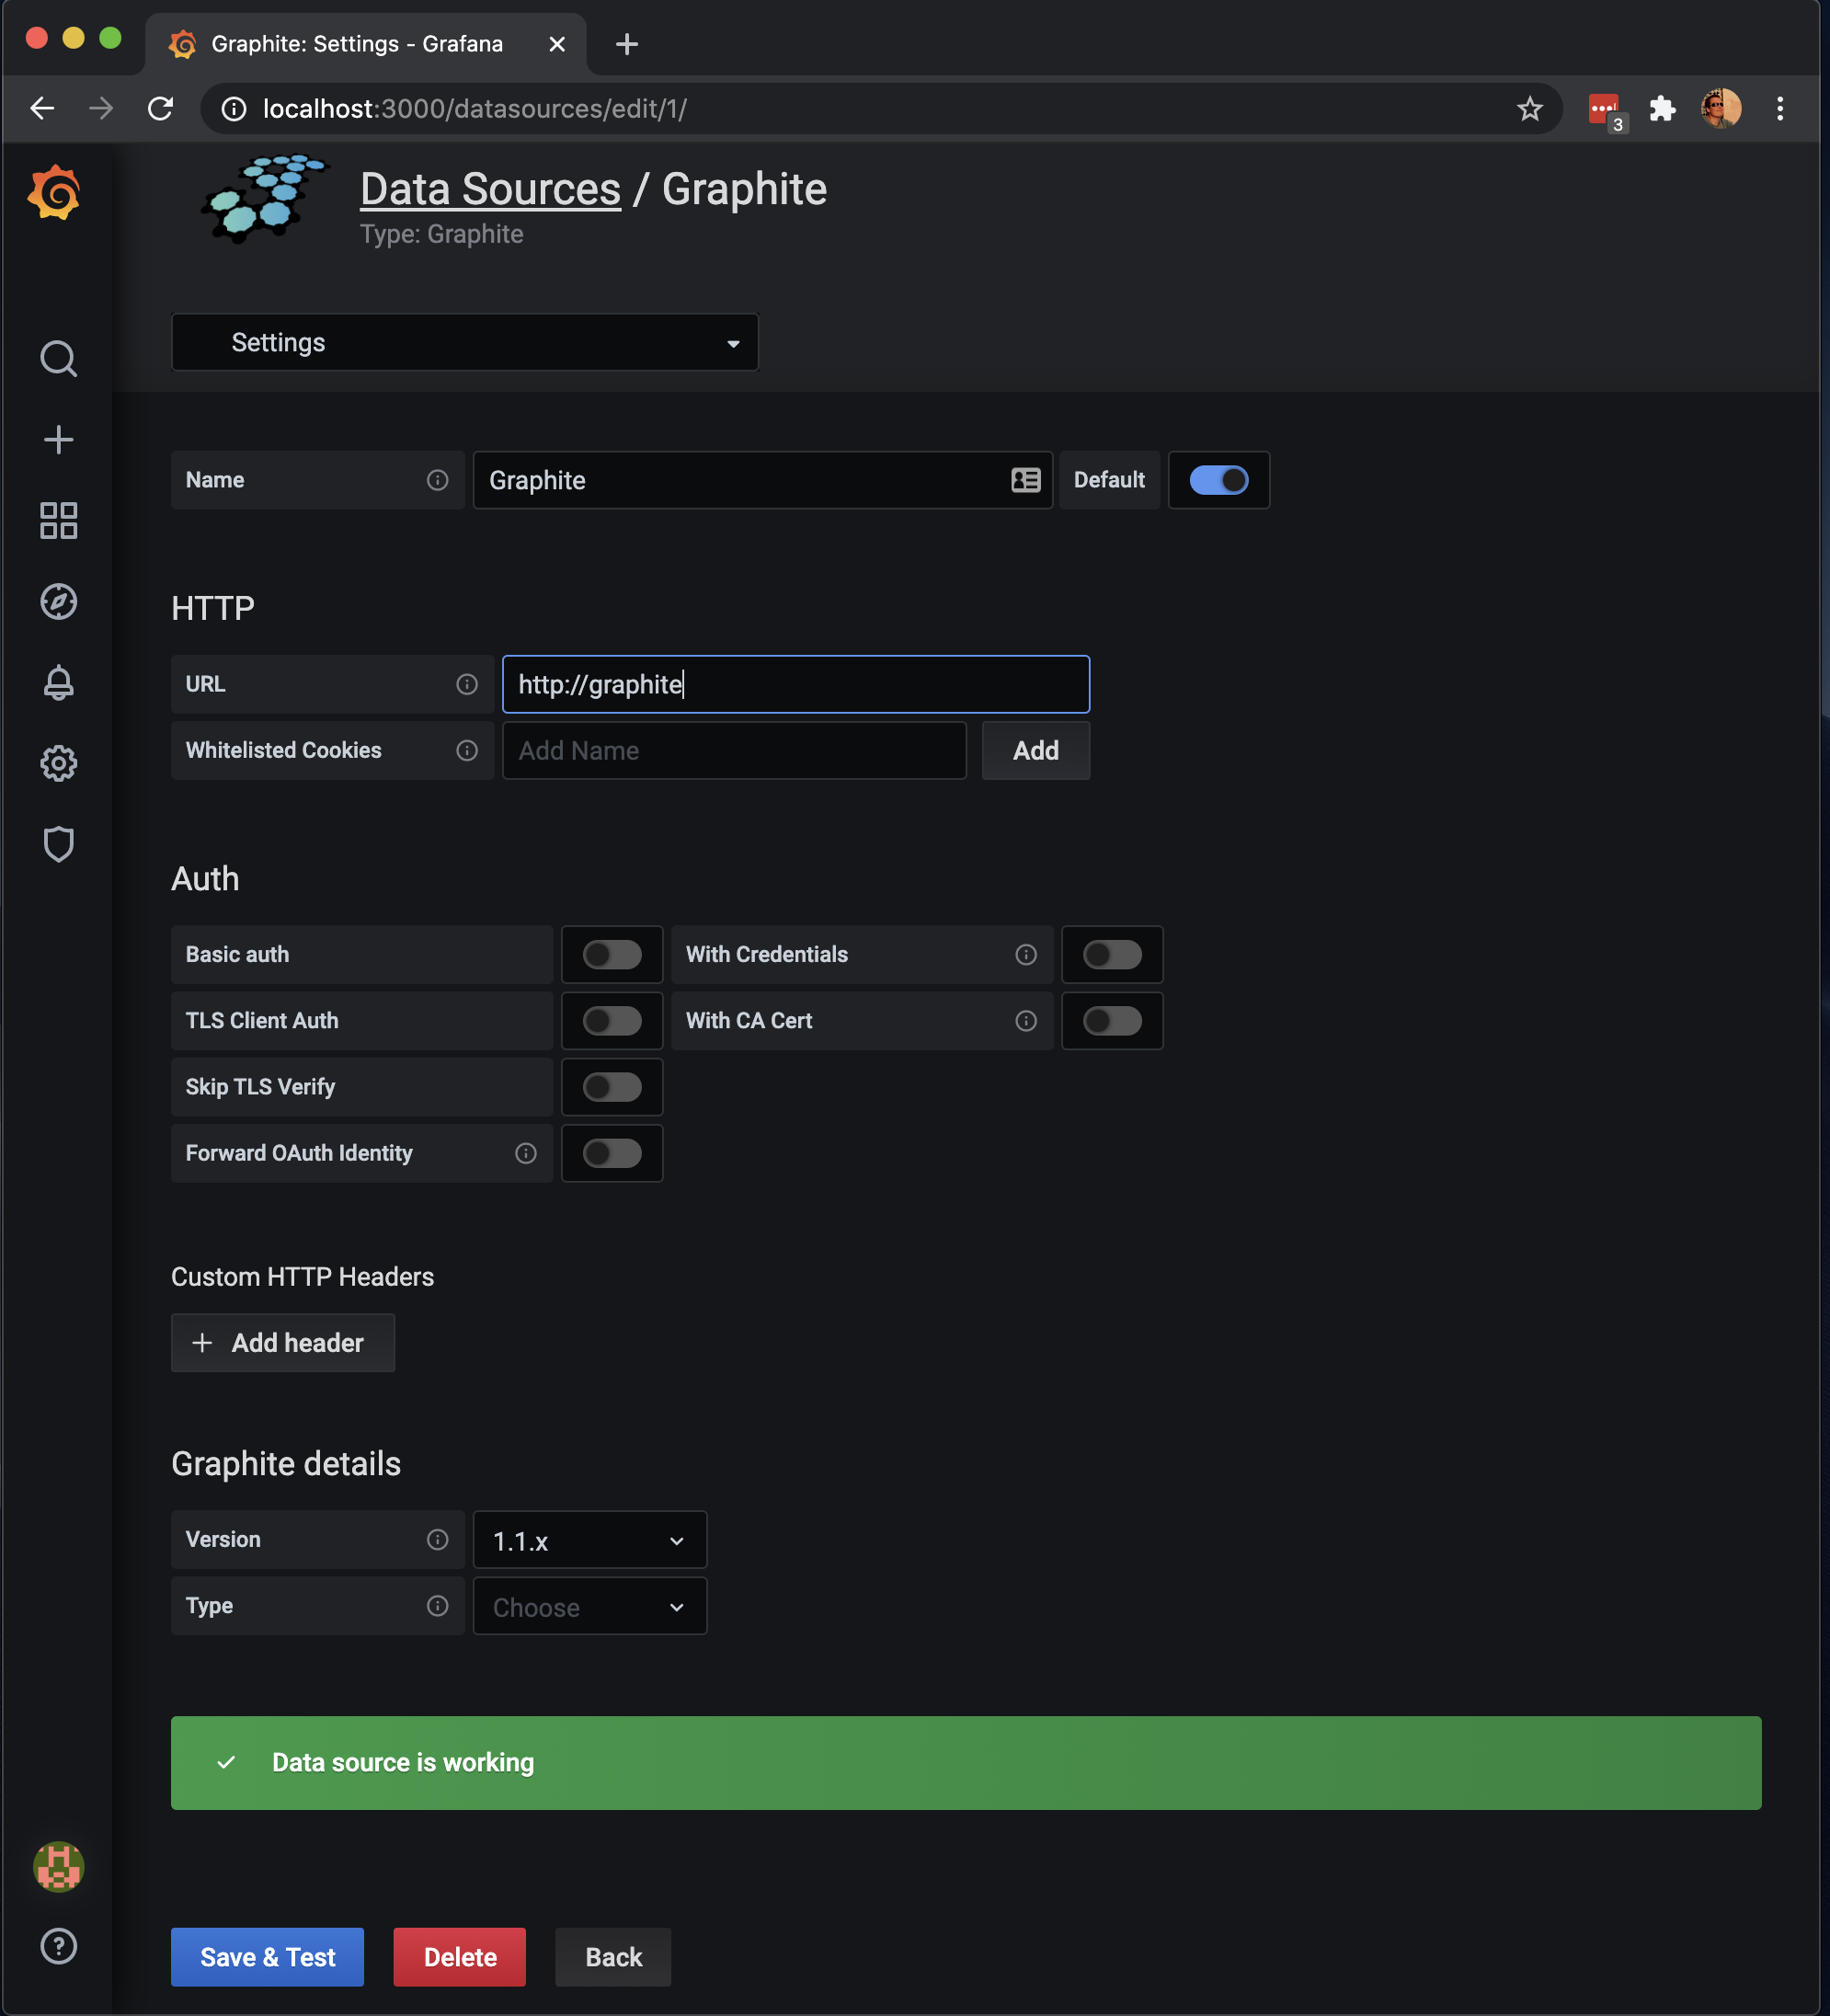 Graphite: Settings - Grafana
localhost:3000/datasources/edit/1/
3
Data Sources / Graphite
Type: Graphite
Settings
Name Graphite Default
HTTP
URL http://graphite
Whitelisted Cookies Add Name Add
Auth
Basic auth With Credentials
TLS Client Auth With CA Cert
Skip TLS Verify
Forward OAuth Identity
Custom HTTP Headers
Add header
Graphite details
Version 1.1.x
Type Choose
Data source is working
Save & Test Delete Back